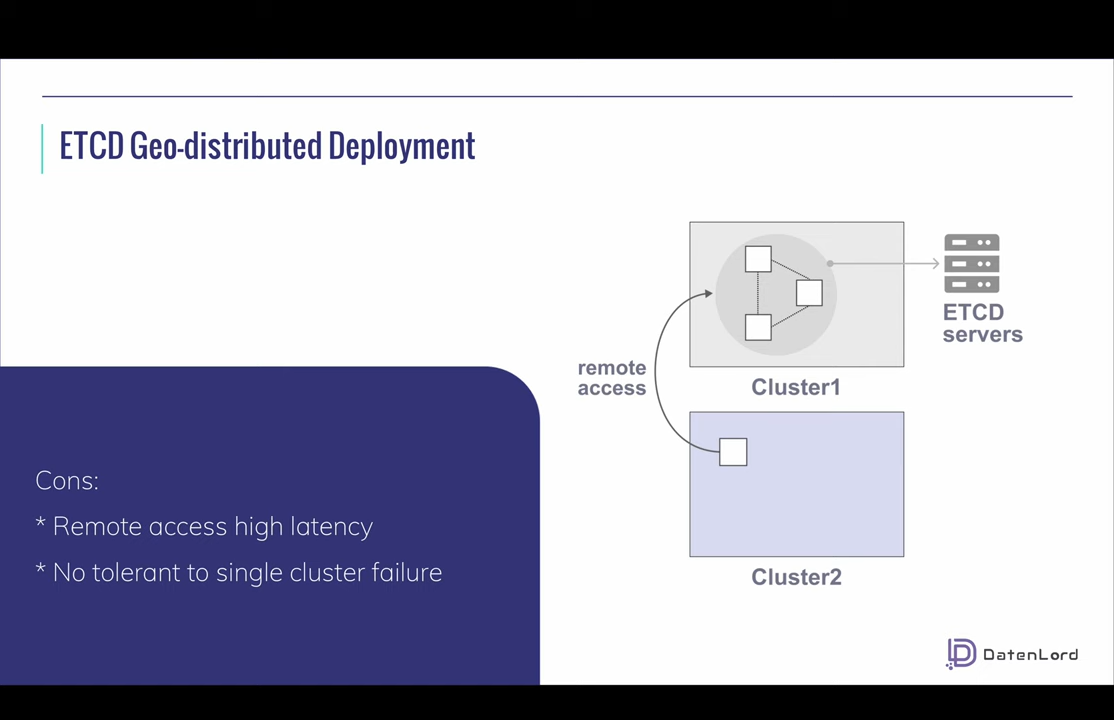 ETCD Geo-distributed Deployment
ETCD
servers
remote
access
Cluster1
Cluster2
Cons:
* Remote access high latency
* No tolerant to single cluster failure
DatenLord